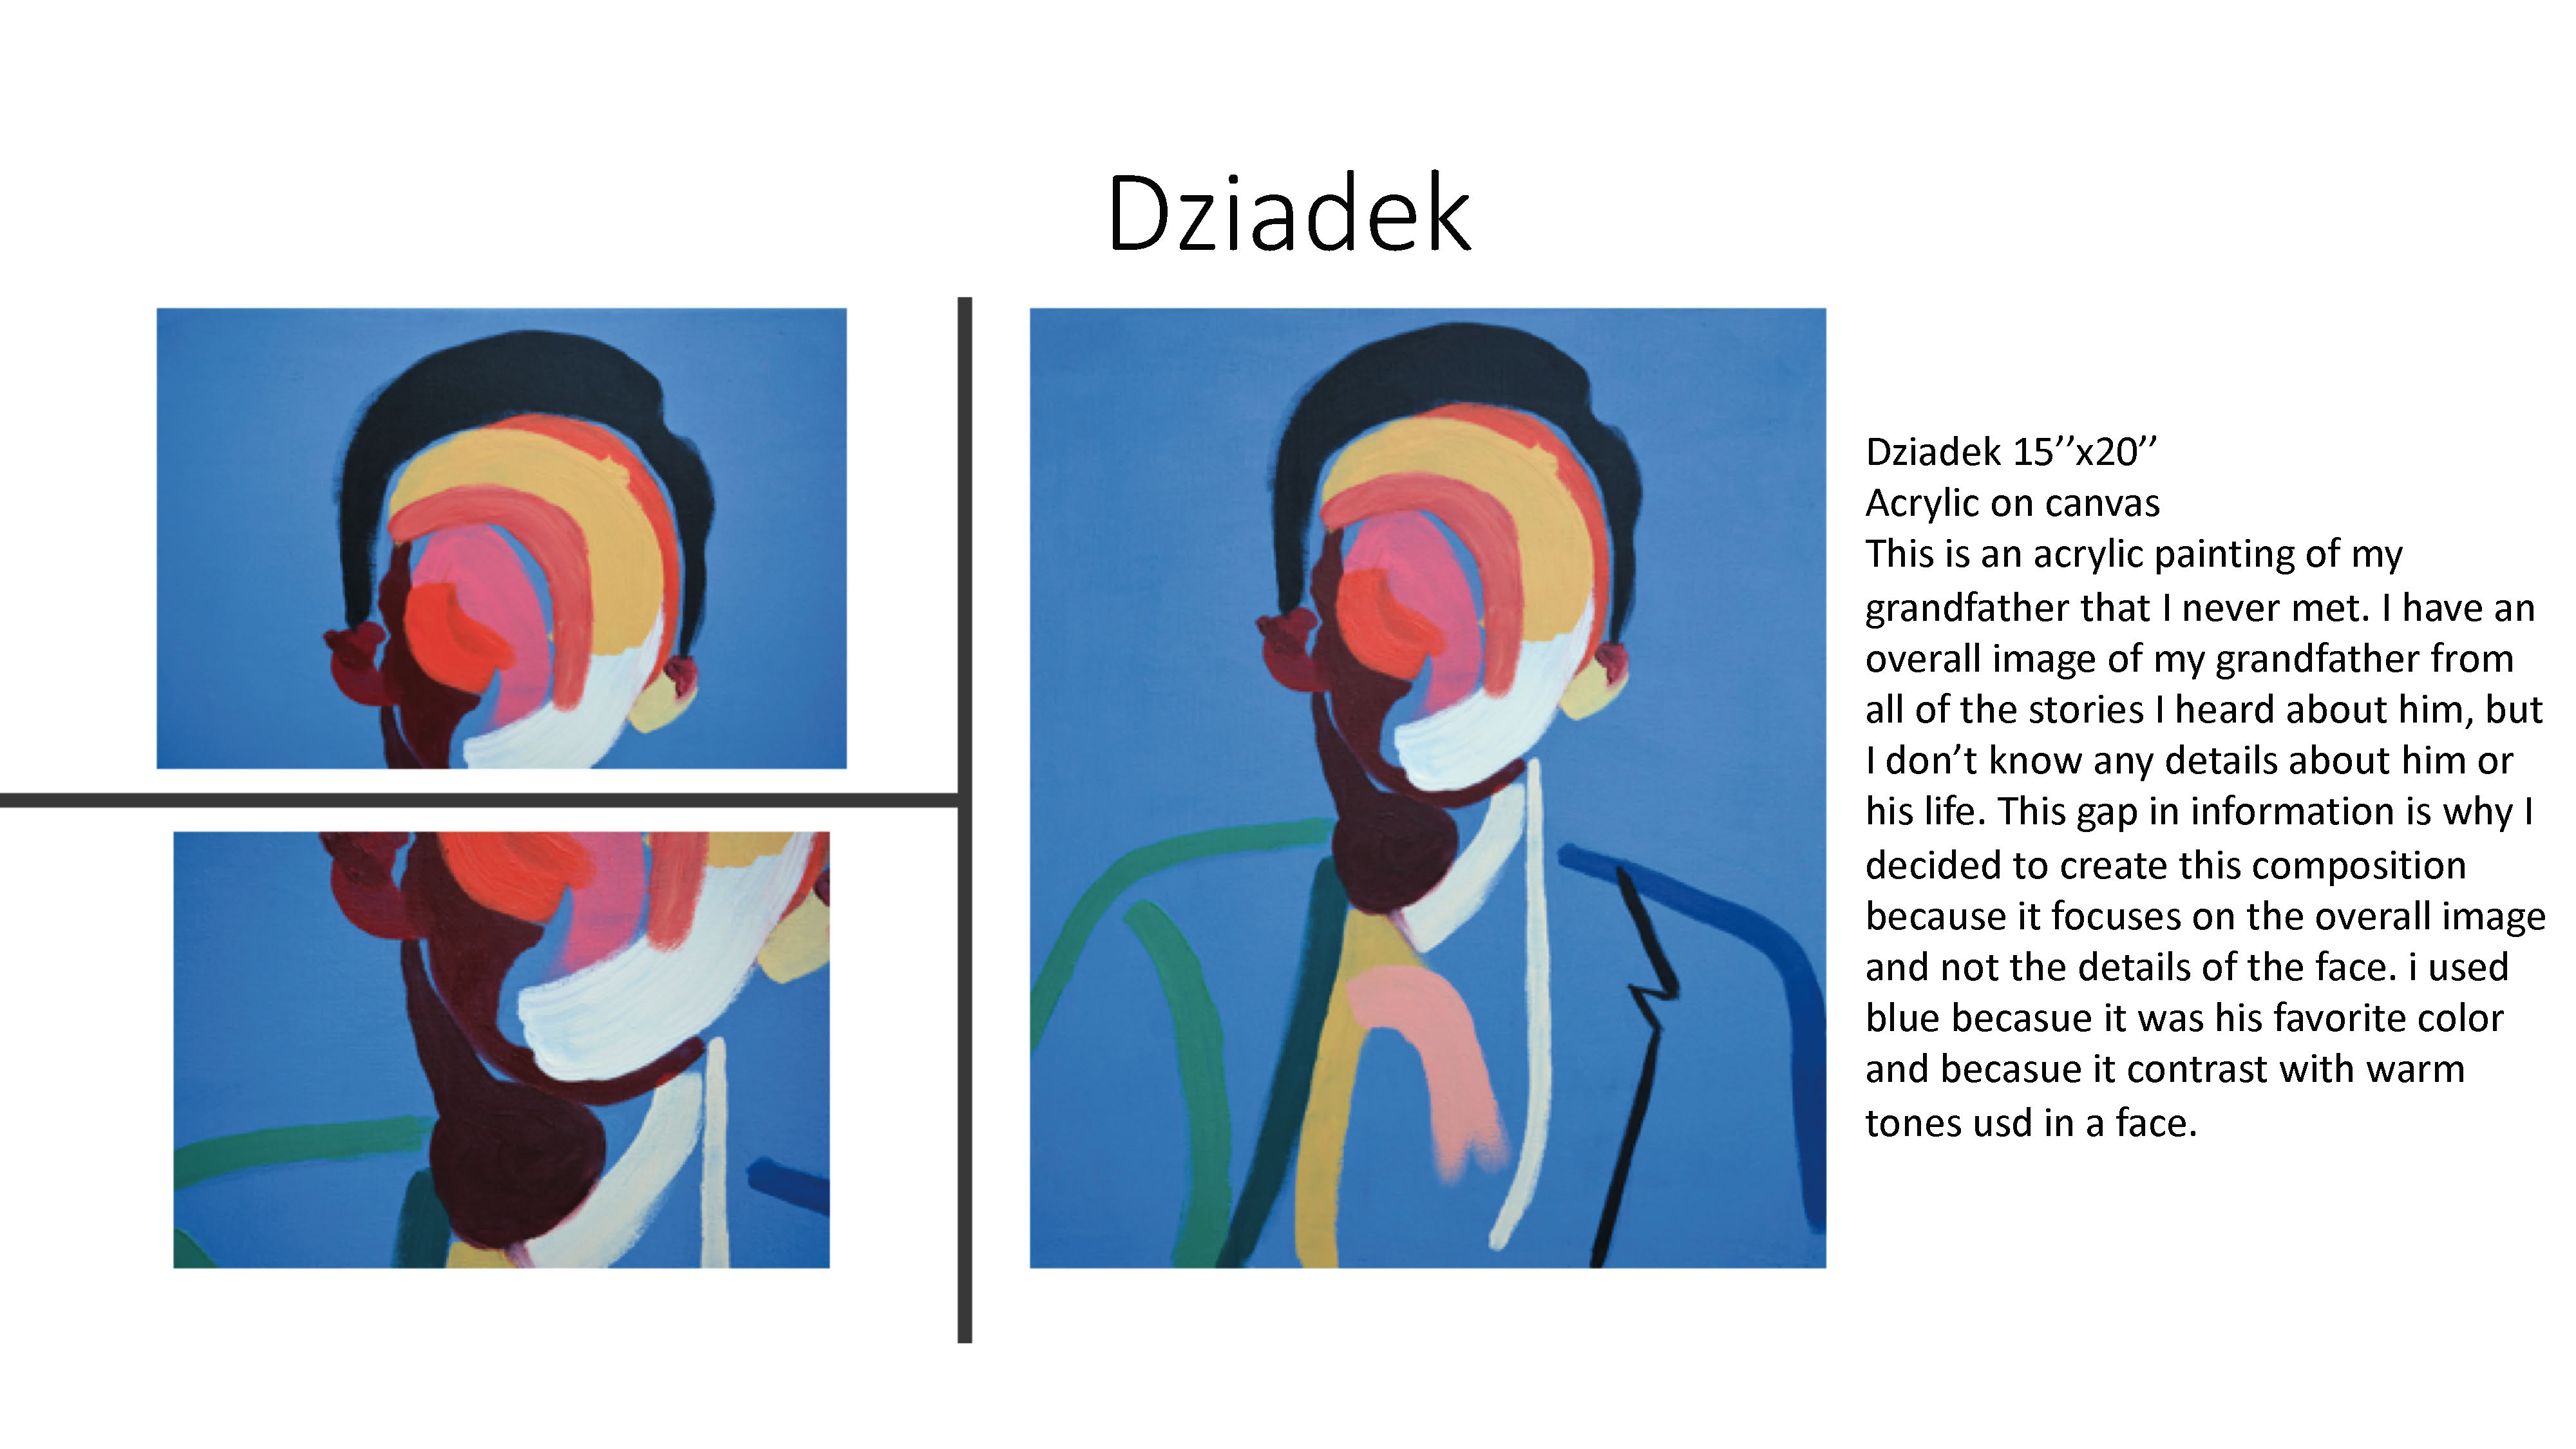 Dziadek
Dziadek 15’’x20’’
Acrylic on canvas
This is an acrylic painting of my
grandfather that I never met. I have an
overall image of my grandfather from
all of the stories I heard about him, but
I don’t know any details about him or
his life. This gap in information is why I
decided to create this composition
because it focuses on the overall image
and not the details of the face. i used
blue becasue it was his favorite color
and becasue it contrast with warm
tones usd in a face.